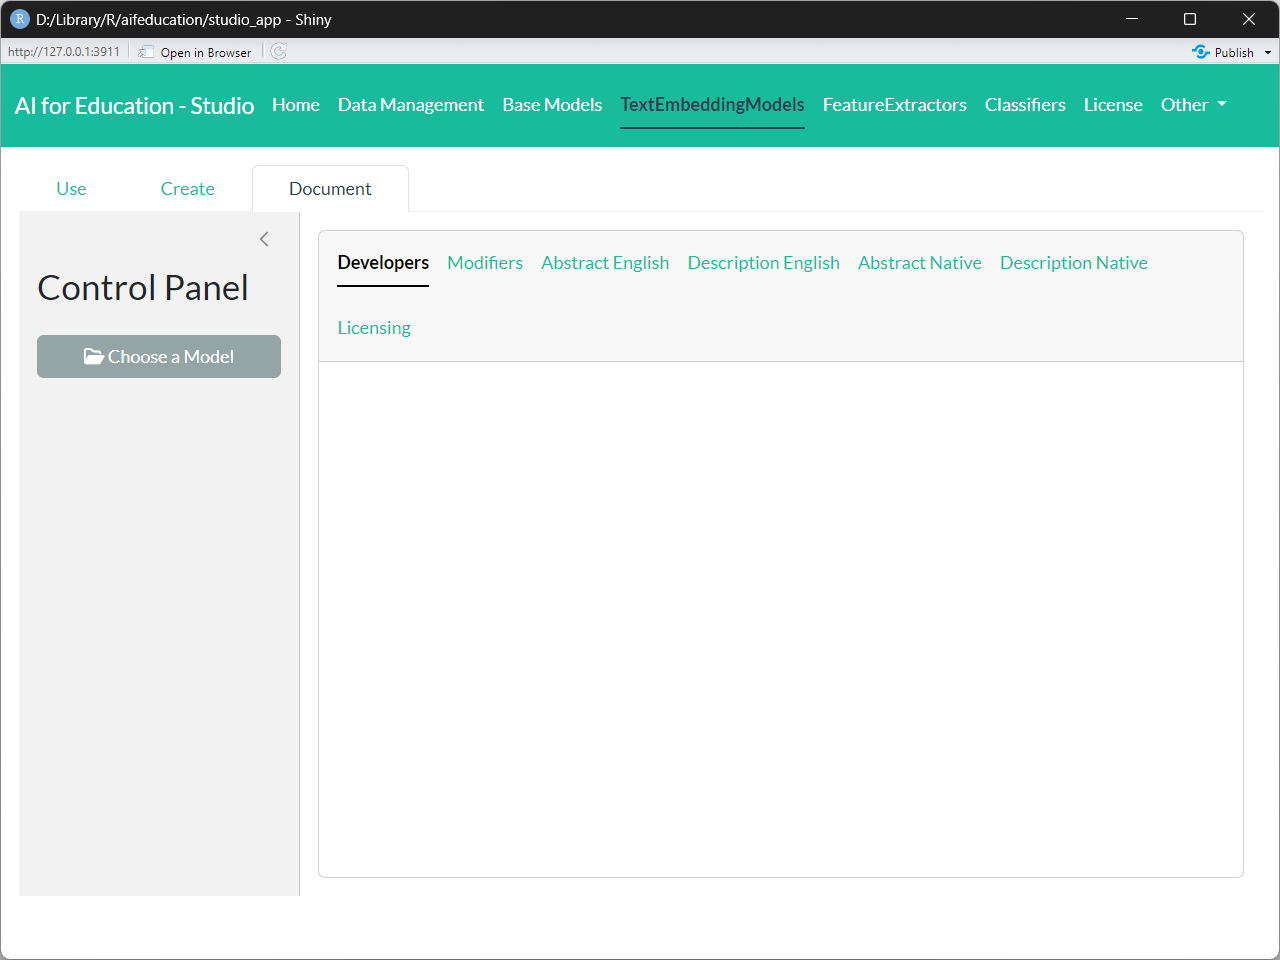 D:/Library/R/aifeducation/studio_app - Shiny
http://127.0.0.1:3911 Open in Browser Publish
AI for Education - Studio Home Data Management Base Models TextEmbeddingModels FeatureExtractors Classifiers License Other
Use Create Document
Control Panel
Choose a Model
Developers Modifiers Abstract English Description English Abstract Native Description Native
Licensing